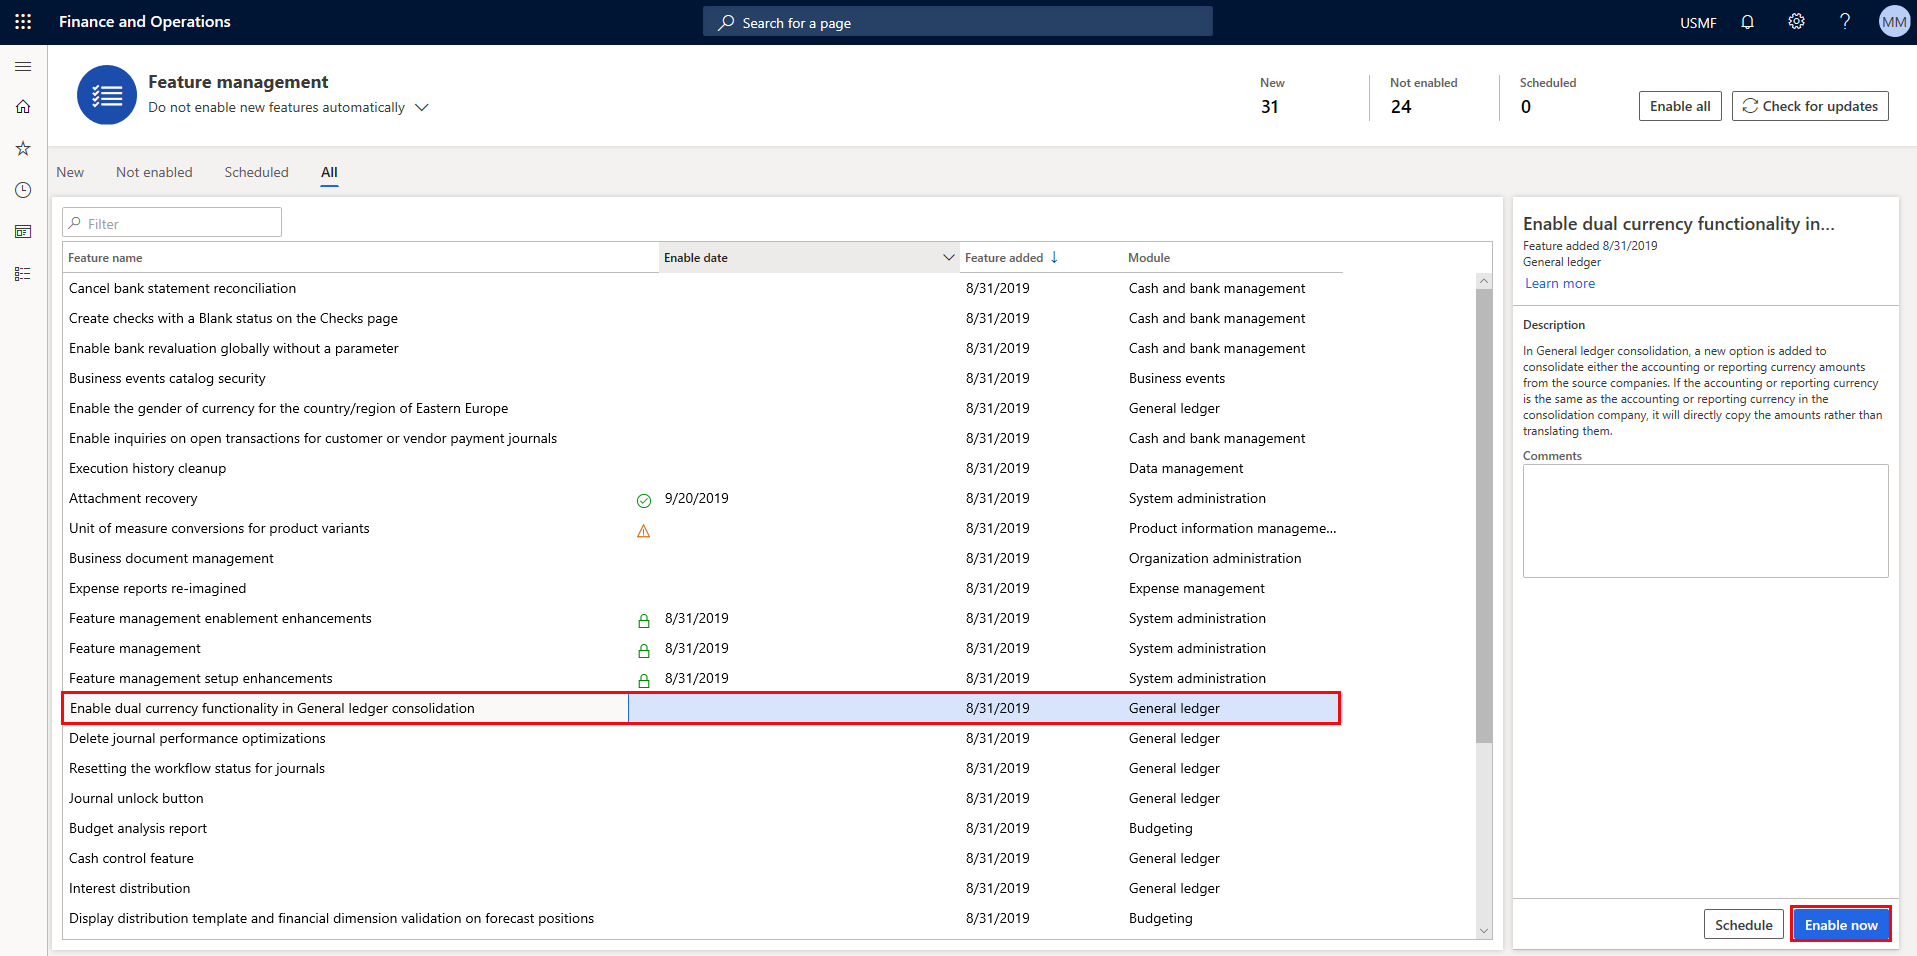 Finance and Operations
Search for a page
USMF
?
MM
Feature management
Do not enable new features automatically
New
31
Not enabled
24
Scheduled
0
Enable all
Check for updates
New Not enabled Scheduled All
Filter
Feature name Enable date Feature added Module
Cancel bank statement reconciliation 8/31/2019 Cash and bank management
Create checks with a Blank status on the Checks page 8/31/2019 Cash and bank management
Enable bank revaluation globally without a parameter 8/31/2019 Cash and bank management
Business events catalog security 8/31/2019 Business events
Enable the gender of currency for the country/region of Eastern Europe 8/31/2019 General ledger
Enable inquiries on open transactions for customer or vendor payment journals 8/31/2019 Cash and bank management
Execution history cleanup 8/31/2019 Data management
Attachment recovery 9/20/2019 8/31/2019 System administration
Unit of measure conversions for product variants 8/31/2019 Product information manageme...
Business document management 8/31/2019 Organization administration
Expense reports re-imagined 8/31/2019 Expense management
Feature management enablement enhancements 8/31/2019 8/31/2019 System administration
Feature management 8/31/2019 8/31/2019 System administration
Feature management setup enhancements 8/31/2019 8/31/2019 System administration
Enable dual currency functionality in General ledger consolidation 8/31/2019 General ledger
Delete journal performance optimizations 8/31/2019 General ledger
Resetting the workflow status for journals 8/31/2019 General ledger
Journal unlock button 8/31/2019 General ledger
Budget analysis report 8/31/2019 Budgeting
Cash control feature 8/31/2019 General ledger
Interest distribution 8/31/2019 General ledger
Display distribution template and financial dimension validation on forecast positions 8/31/2019 Budgeting
Enable dual currency functionality in...
Feature added 8/31/2019
General ledger
Learn more
Description
In General ledger consolidation, a new option is added to
consolidate either the accounting or reporting currency amounts
from the source companies. If the accounting or reporting currency
is the same as the accounting or reporting currency in the
consolidation company, it will directly copy the amounts rather than
translating them.
Comments
Schedule
Enable now